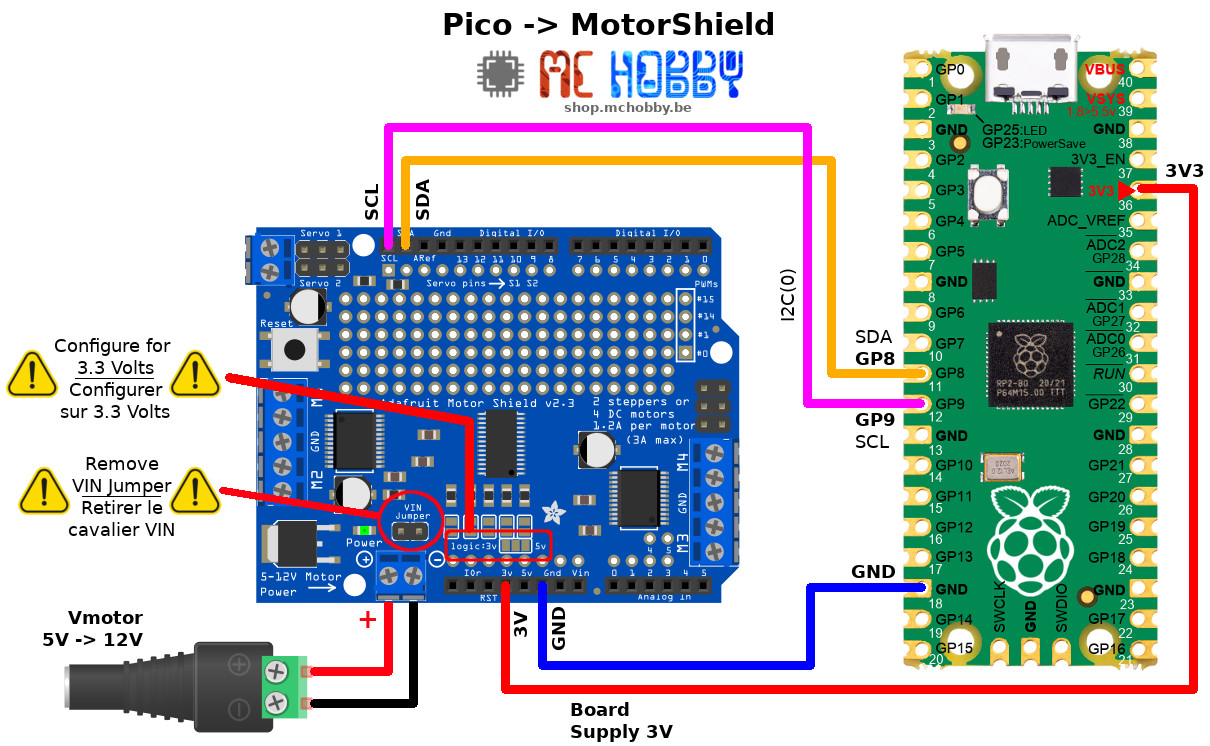 Pico -> MotorShield
MC HOBBY
shop.mchobby.be
SCL
SDA
3V3
I2C(0)
SDA
GP8
GP9
SCL
GND
Configure for
3.3 Volts
Configurer
sur 3.3 Volts
Remove
VIN Jumper
Retirer le
cavalier VIN
Vmotor
5V -> 12V
+
3V
GND
Board
Supply 3V
Servo 1
Servo 2
SDA Gnd Digital I/O
Digital I/O
SCL ARef 13 12 11 10 9 8
7 6 5 4 3 2 1 0
Servo pins S1 S2
PWMs
#15
#14
#1
#0
Reset
dafruit Motor Shield v2.3
2 steppers or
4 DC motors
1.2A per motor
(3A max)
M
GND
M2
M4
GND
M3
VIN
Jumper
Power
logic:3v 5v
5-12V Motor
Power
IOr 3v 5v Gnd Vin
RST
4 5
0 1 2 3 4 5
Analog In
GP0
1
GP1
2
GND
3
GP2
4
GP3
5
GP4
6
GP5
7
GND
8
GP6
9
GP7
10
GP8
11
GP9
12
GND
13
GP10
14
GP11
15
GP12
16
GP13
17
GND
18
GP14
19
GP15
20
VBUS
40
VSYS
1.8-5.5v
39
GND
38
3V3_EN
37
3V3
36
ADC_VREF
35
ADC2
GP28
34
GND
33
ADC1
GP27
32
ADC0
GP26
31
RUN
30
GP22
29
GND
28
GP21
27
GP20
26
GP19
25
GP18
24
GND
23
GP17
22
GP16
21
GP25:LED
GP23:PowerSave
RP2-B0 20/21
P64M15.00 TTT
SWCLK
GND
SWDIO